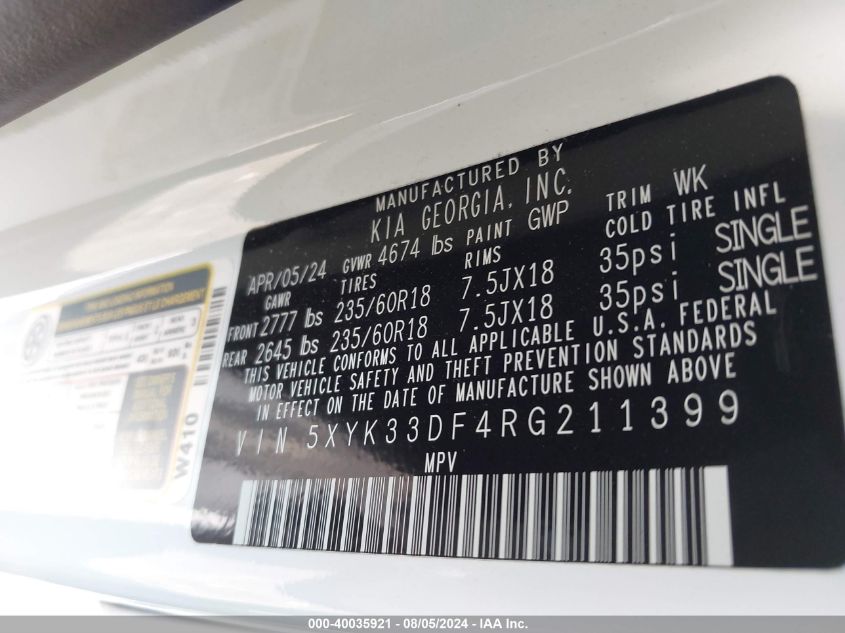 MANUFACTURED BY
KIA GEORGIA, INC.
APR/05/24 GVWR 4674 lbs PAINT GWP TRIM WK
GAWR TIRES RIMS COLD TIRE INFL
FRONT 2777 lbs 235/60R18 7.5JX18 35psi SINGLE
REAR 2645 lbs 235/60R18 7.5JX18 35psi SINGLE
THIS VEHICLE CONFORMS TO ALL APPLICABLE U.S.A. FEDERAL
MOTOR VEHICLE SAFETY AND THEFT PREVENTION STANDARDS
IN EFFECT ON THE DATE OF MANUFACTURE SHOWN ABOVE
VIN 5XYK33DF4RG211399
MPV
W410
000-40035921 - 08/05/2024 - IAA Inc.